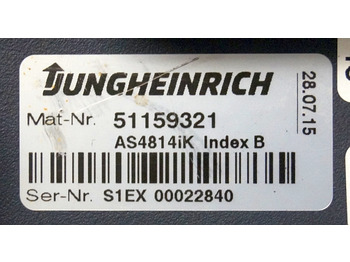 JUNGHEINRICH
Mat-Nr. 51159321
AS4814iK Index B
Ser-Nr. S1EX 00022840
28.07.15